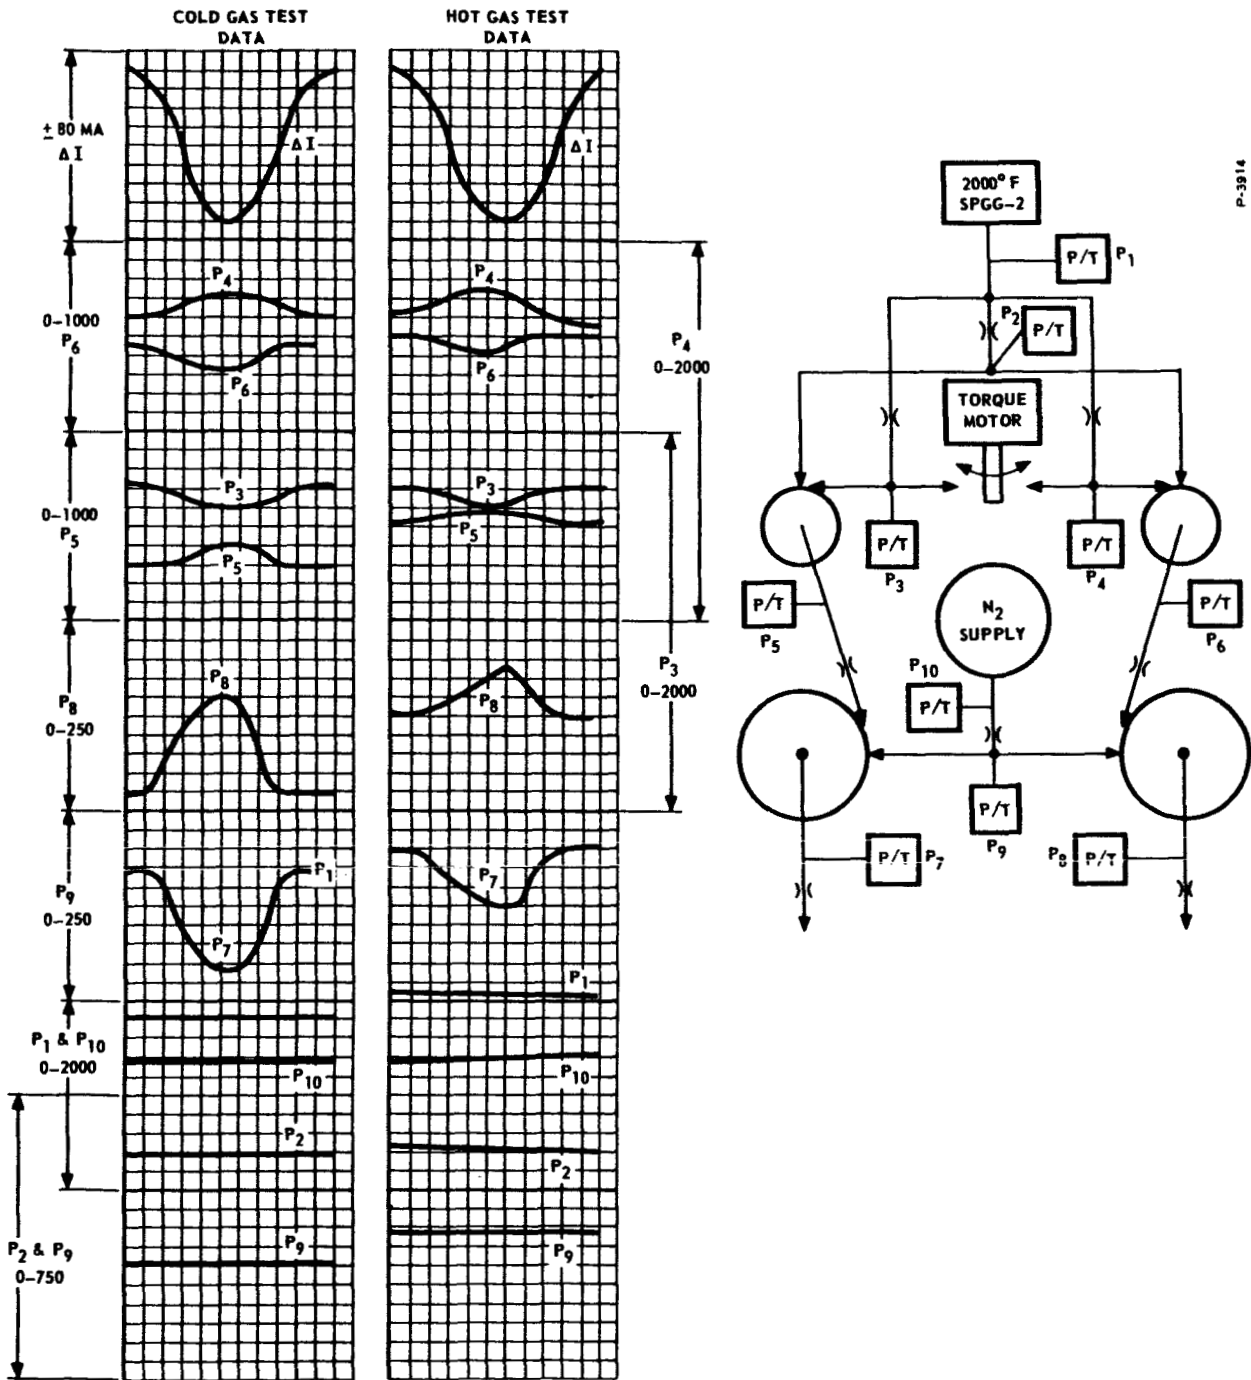 COLD GAS TEST
DATA
HOT GAS TEST
DATA
± 80 MA
Δ I
Δ I
Δ I
P4
P4
0-1000
P6
P6
P6
P4
0-2000
P3
P3
0-1000
P5
P5
P5
P8
P8
P8
0-250
P3
0-2000
P9
0-250
P1
P7
P7
P1
P1 & P10
0-2000
P10
P10
P2
P2
P2 & P9
0-750
P9
P9
P-3914
2000° F
SPGG-2
P/T
P1
P2
P/T
TORQUE
MOTOR
P/T
P3
P/T
P4
P/T
P5
N2
SUPPLY
P/T
P6
P10
P/T
P/T
P9
P/T
P7
P8
P/T